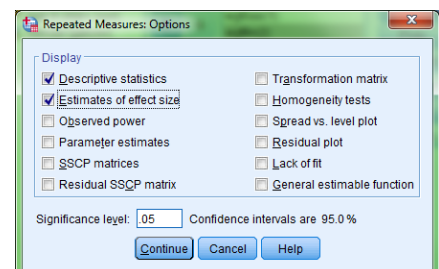 Repeated Measures: Options
Display
Descriptive statistics
Transformation matrix
Estimates of effect size
Homogeneity tests
Observed power
Spread vs. level plot
Parameter estimates
Residual plot
SSCP matrices
Lack of fit
Residual SSCP matrix
General estimable function
Significance level: .05 Confidence intervals are 95.0 %
Continue Cancel Help